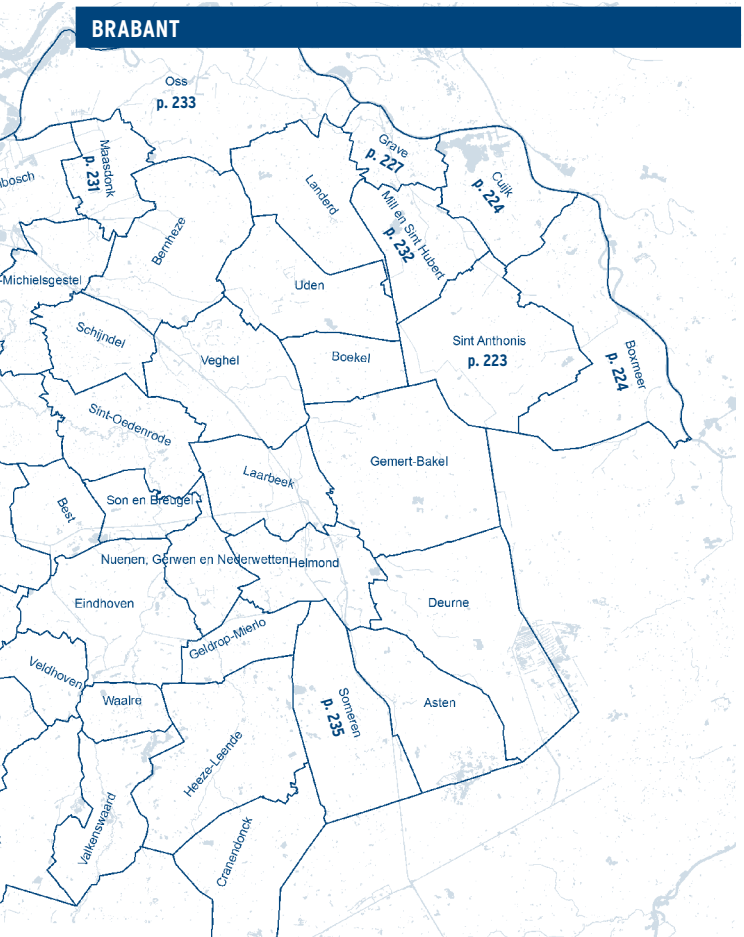 BRABANT
Oss
p. 233
Maasdonk
p. 231
Grave
p. 227
Cuijk
p. 224
bosch
Landerd
Mill en Sint Hubert
p. 232
Bernheze
-Michielsgestel
Uden
Schijndel
Veghel
Boekel
Sint Anthonis
p. 223
Boxmeer
p. 224
Sint-Oedenrode
Gemert-Bakel
Laarbeek
Best
Son en Breugel
Nuenen, Gerwen en Nederwetten
Helmond
Eindhoven
Deurne
Geldrop-Mierlo
Veldhoven
Waalre
Someren
p. 235
Asten
Heeze-Leende
Valkenswaard
Cranendonck